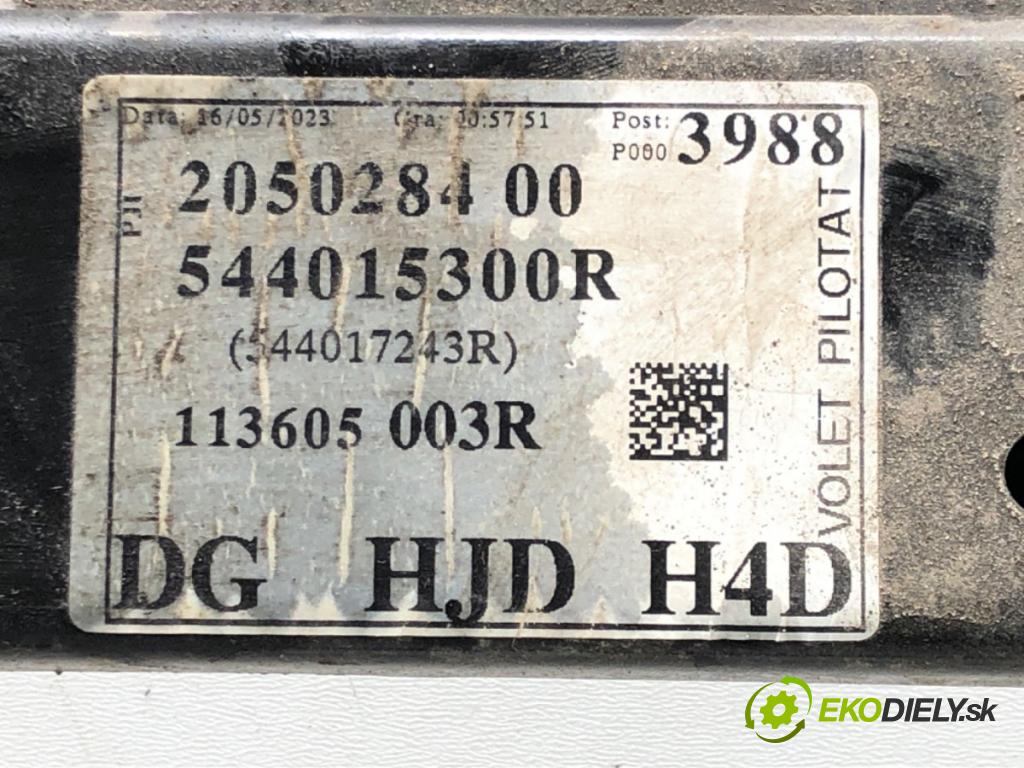 Data: 16/05/2023 Ora: 00:57:51 Post: 3988
P000
PJI 2050284 00
544015300R
(544017243R)
113605 003R
VOLET PILOTAT
DG HJD H4D
EKODIELY.sk